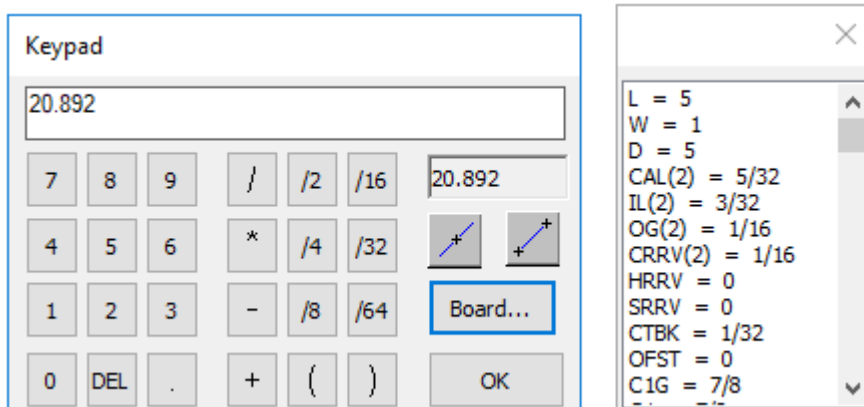 Keypad
20.892
7 8 9 / /2 /16 20.892
4 5 6 * /4 /32
1 2 3 - /8 /64 Board...
0 DEL . + ( ) OK
L = 5
W = 1
D = 5
CAL(2) = 5/32
IL(2) = 3/32
OG(2) = 1/16
CRRV(2) = 1/16
HRRV = 0
SRRV = 0
CTBK = 1/32
OFST = 0
C1G = 7/8